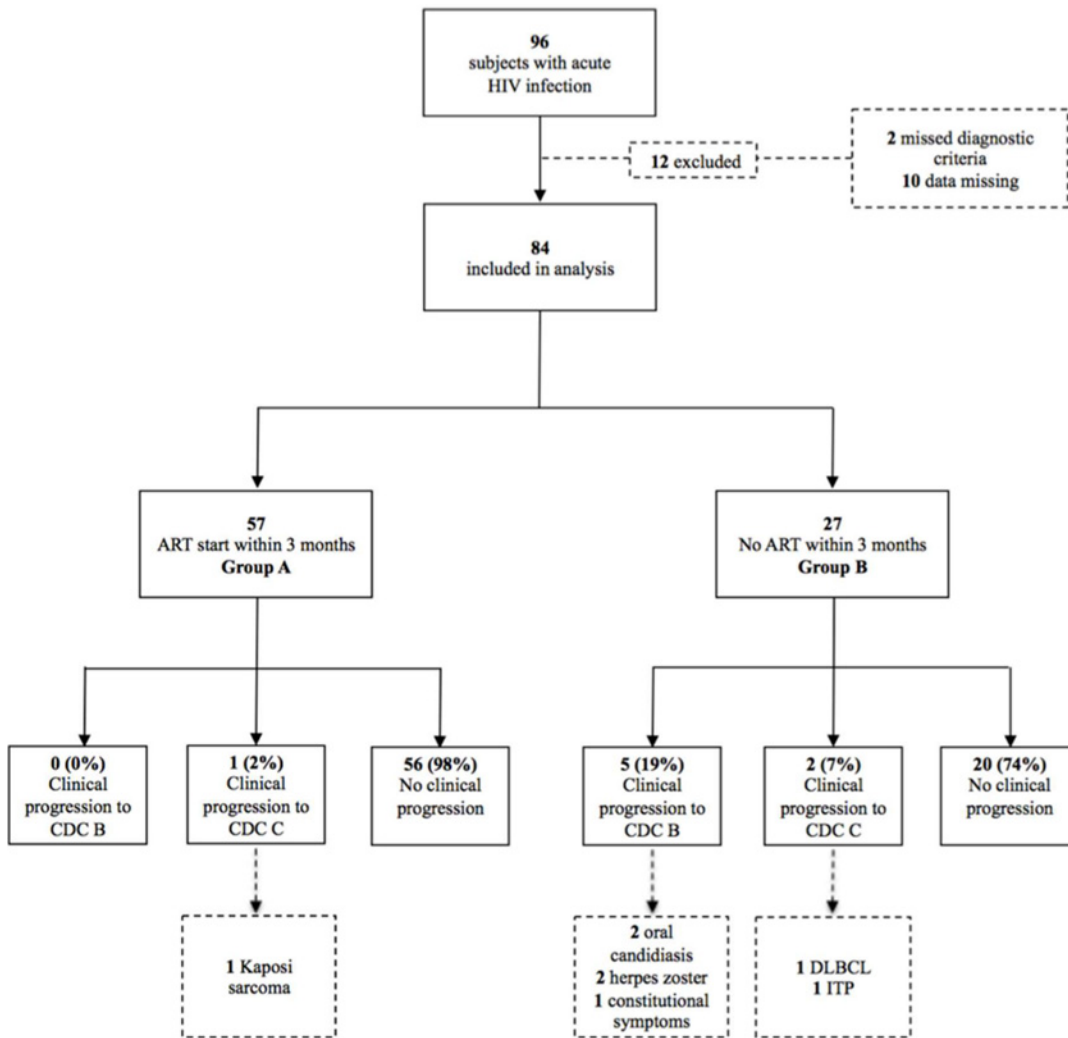 96
subjects with acute
HIV infection
12 excluded
2 missed diagnostic
criteria
10 data missing
84
included in analysis
57
ART start within 3 months
Group A
27
No ART within 3 months
Group B
0 (0%)
Clinical
progression to
CDC B
1 (2%)
Clinical
progression to
CDC C
56 (98%)
No clinical
progression
5 (19%)
Clinical
progression to
CDC B
2 (7%)
Clinical
progression to
CDC C
20 (74%)
No clinical
progression
1 Kaposi
sarcoma
2 oral
candidiasis
2 herpes zoster
1 constitutional
symptoms
1 DLBCL
1 ITP